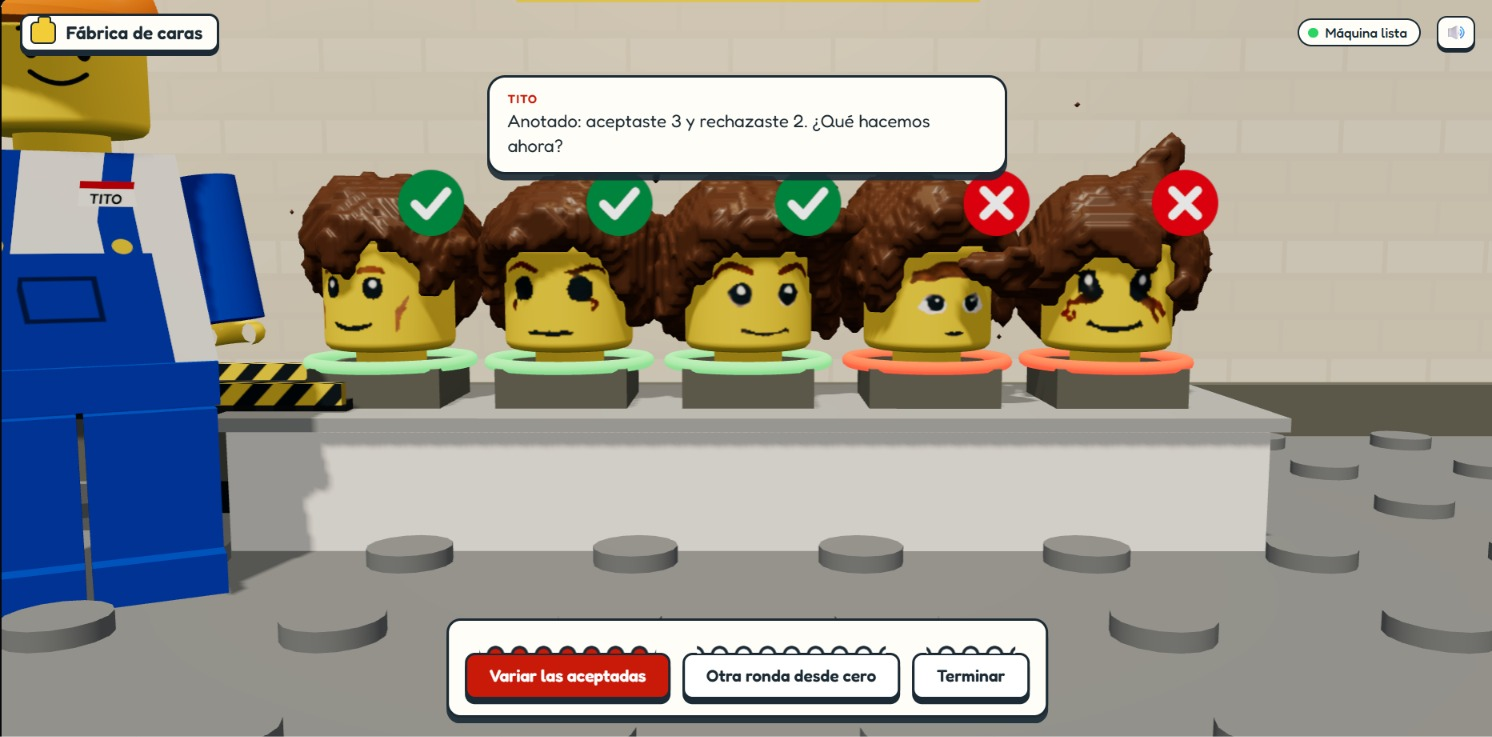 Fábrica de caras
Máquina lista
TITO
Anotado: aceptaste 3 y rechazaste 2. ¿Qué hacemos
ahora?
TITO
Variar las aceptadas
Otra ronda desde cero
Terminar